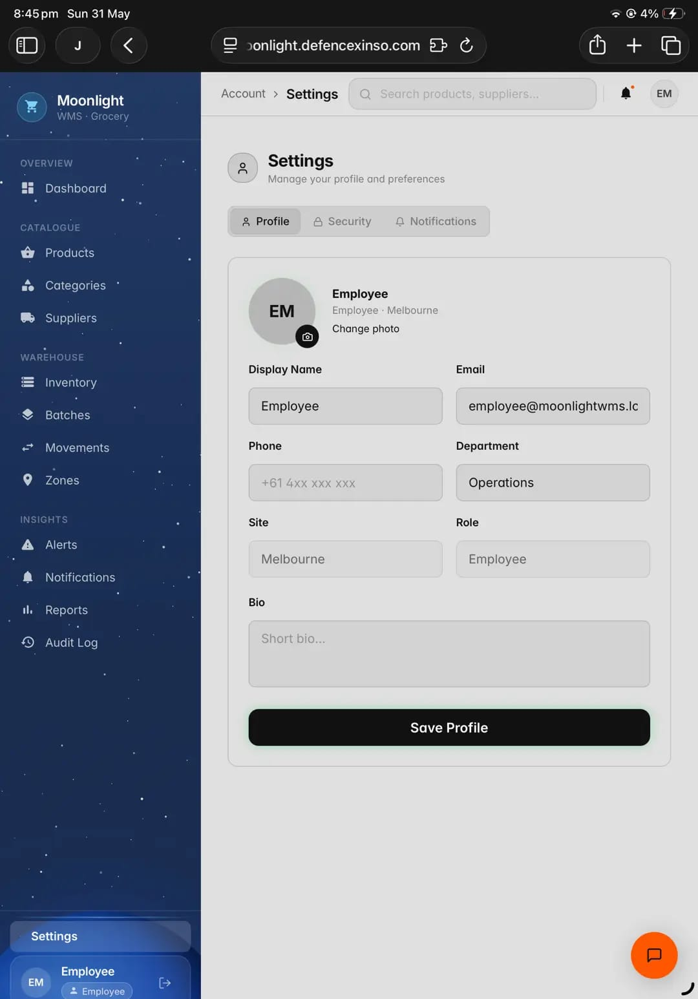 8:45 pm Sun 31 May
4%
J
oonlight.defencexinso.com
Moonlight
WMS · Grocery
Account > Settings
Search products, suppliers...
EM
OVERVIEW
Dashboard
CATALOGUE
Products
Categories
Suppliers
WAREHOUSE
Inventory
Batches
Movements
Zones
INSIGHTS
Alerts
Notifications
Reports
Audit Log
Settings
EM
Employee
Employee
Settings
Manage your profile and preferences
Profile
Security
Notifications
EM
Employee
Employee · Melbourne
Change photo
Display Name
Employee
Email
employee@moonlightwms.lc
Phone
+61 4xx xxx xxx
Department
Operations
Site
Melbourne
Role
Employee
Bio
Short bio...
Save Profile